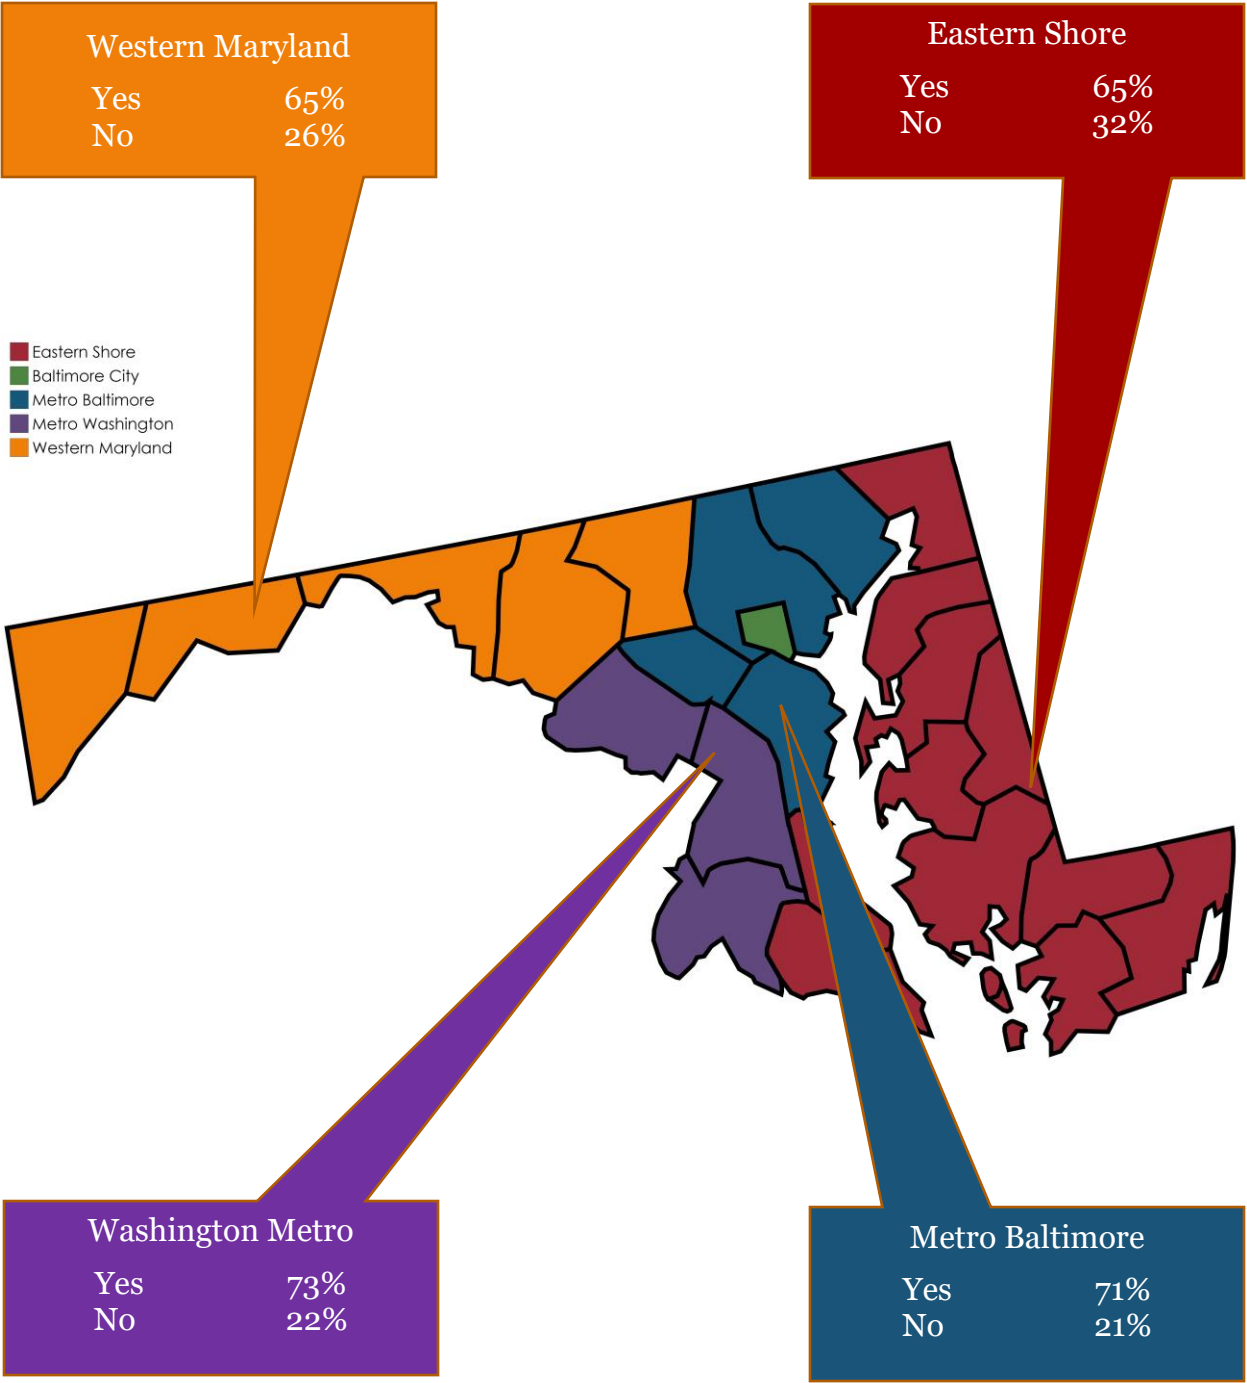 Western Maryland
Yes 65%
No 26%
Eastern Shore
Yes 65%
No 32%
Eastern Shore
Baltimore City
Metro Baltimore
Metro Washington
Western Maryland
Washington Metro
Yes 73%
No 22%
Metro Baltimore
Yes 71%
No 21%